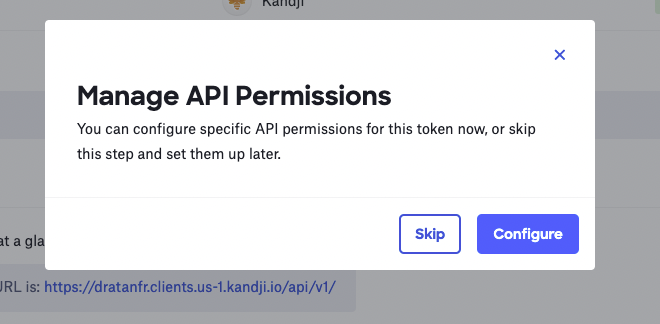 Kandji
Manage API Permissions
You can configure specific API permissions for this token now, or skip
this step and set them up later.
Skip
Configure
at a gla
URL is: https://dratanfr.clients.us-1.kandji.io/api/v1/